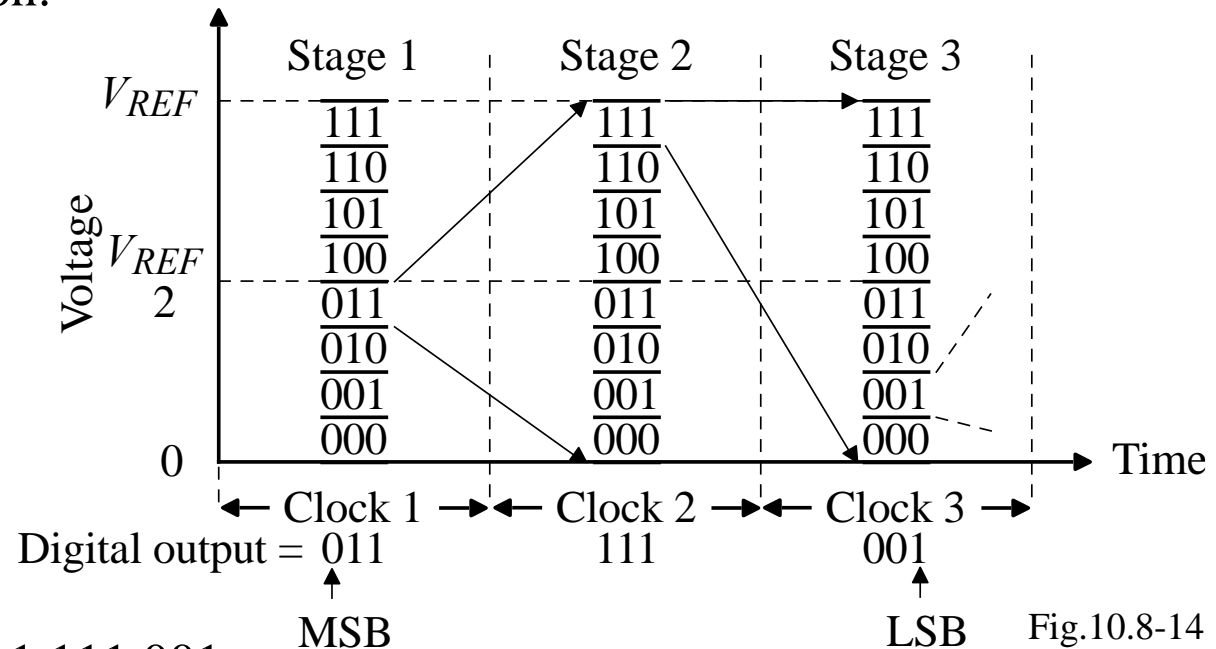 Stage 1 Stage 2 Stage 3
VREF
111 111 111
110 110 110
101 101 101
VREF 100 100 100
2 011 011 011
010 010 010
001 001 001
000 000 000
Voltage
0
Time
Clock 1 Clock 2 Clock 3
Digital output = 011 111 001
MSB LSB Fig.10.8-14